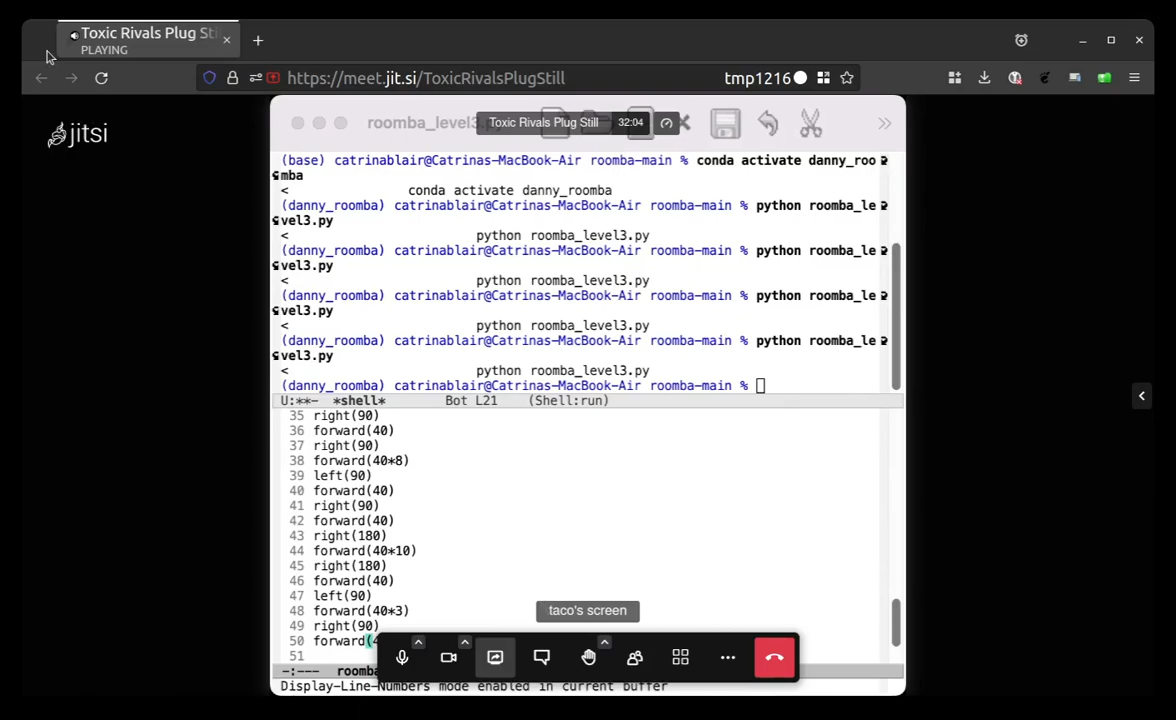 Toxic Rivals Plug Sti
PLAYING
https://meet.jit.si/ToxicRivalsPlugStill
tmp1216
jitsi
roomba_level3.p
Toxic Rivals Plug Still
32:04
(base) catrinablair@Catrinas-MacBook-Air roomba-main % conda activate danny_roo
mba
< conda activate danny_roomba
(danny_roomba) catrinablair@Catrinas-MacBook-Air roomba-main % python roomba_le
vel3.py
< python roomba_level3.py
(danny_roomba) catrinablair@Catrinas-MacBook-Air roomba-main % python roomba_le
vel3.py
< python roomba_level3.py
(danny_roomba) catrinablair@Catrinas-MacBook-Air roomba-main % python roomba_le
vel3.py
< python roomba_level3.py
(danny_roomba) catrinablair@Catrinas-MacBook-Air roomba-main % python roomba_le
vel3.py
< python roomba_level3.py
(danny_roomba) catrinablair@Catrinas-MacBook-Air roomba-main %
U:**- *shell* Bot L21 (Shell:run)
35 right(90)
36 forward(40)
37 right(90)
38 forward(40*8)
39 left(90)
40 forward(40)
41 right(90)
42 forward(40)
43 right(180)
44 forward(40*10)
45 right(180)
46 forward(40)
47 left(90)
48 forward(40*3)
49 right(90)
50 forward(4
51
taco's screen
-:--- roomba
Display-Line-Numbers mode enabled in current buffer